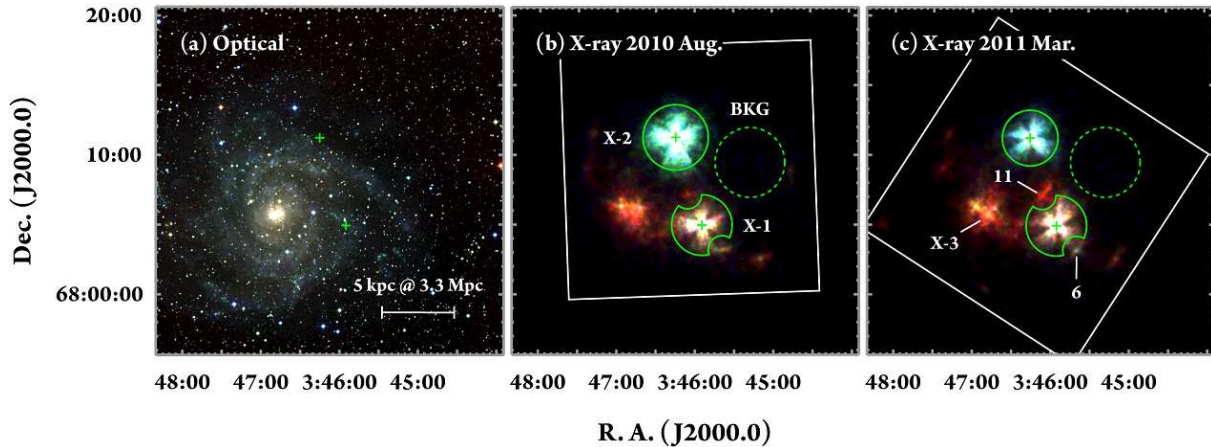 20:00
10:00
68:00:00
Dec. (J2000.0)
(a) Optical
5 kpc @ 3.3 Mpc
(b) X-ray 2010 Aug.
BKG
X-2
X-1
(c) X-ray 2011 Mar.
11
X-3
6
48:00 47:00 3:46:00 45:00
48:00 47:00 3:46:00 45:00
48:00 47:00 3:46:00 45:00
R. A. (J2000.0)